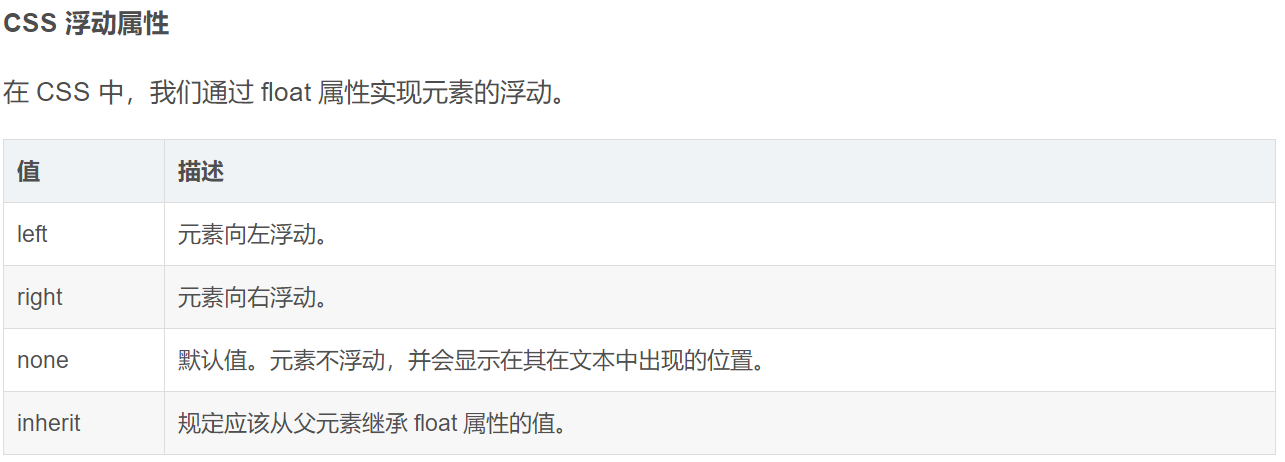 CSS 浮动属性
在 CSS 中，我们通过 float 属性实现元素的浮动。
值 描述
left 元素向左浮动。
right 元素向右浮动。
none 默认值。元素不浮动，并会显示在其在文本中出现的位置。
inherit 规定应该从父元素继承 float 属性的值。